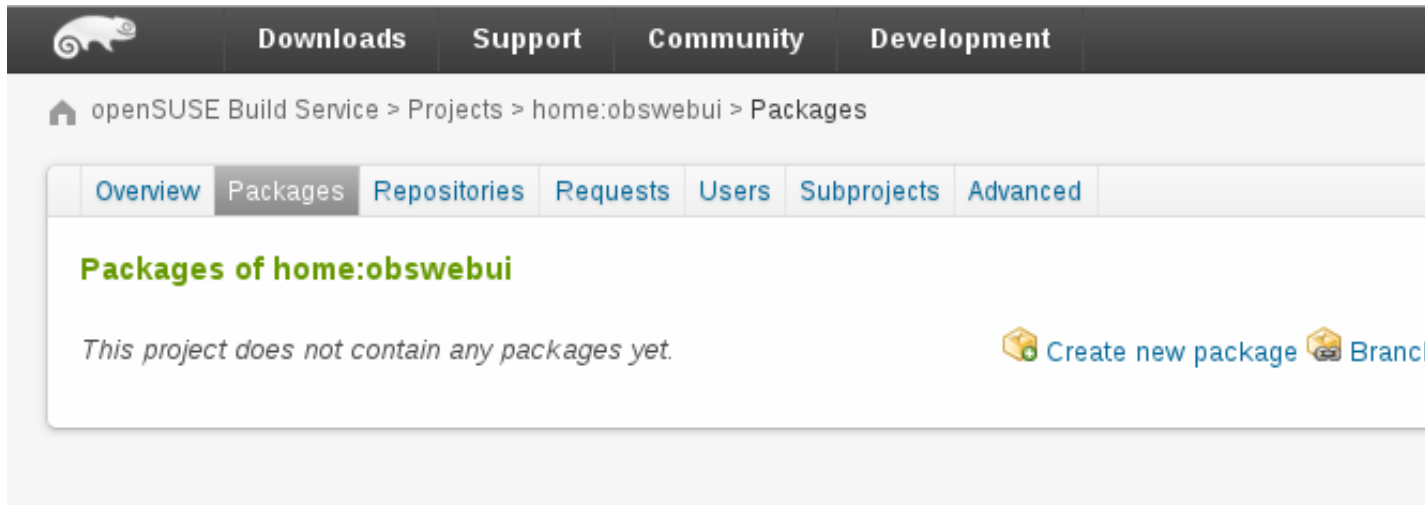 Downloads Support Community Development
openSUSE Build Service > Projects > home:obswebui > Packages
Overview Packages Repositories Requests Users Subprojects Advanced
Packages of home:obswebui
This project does not contain any packages yet. Create new package